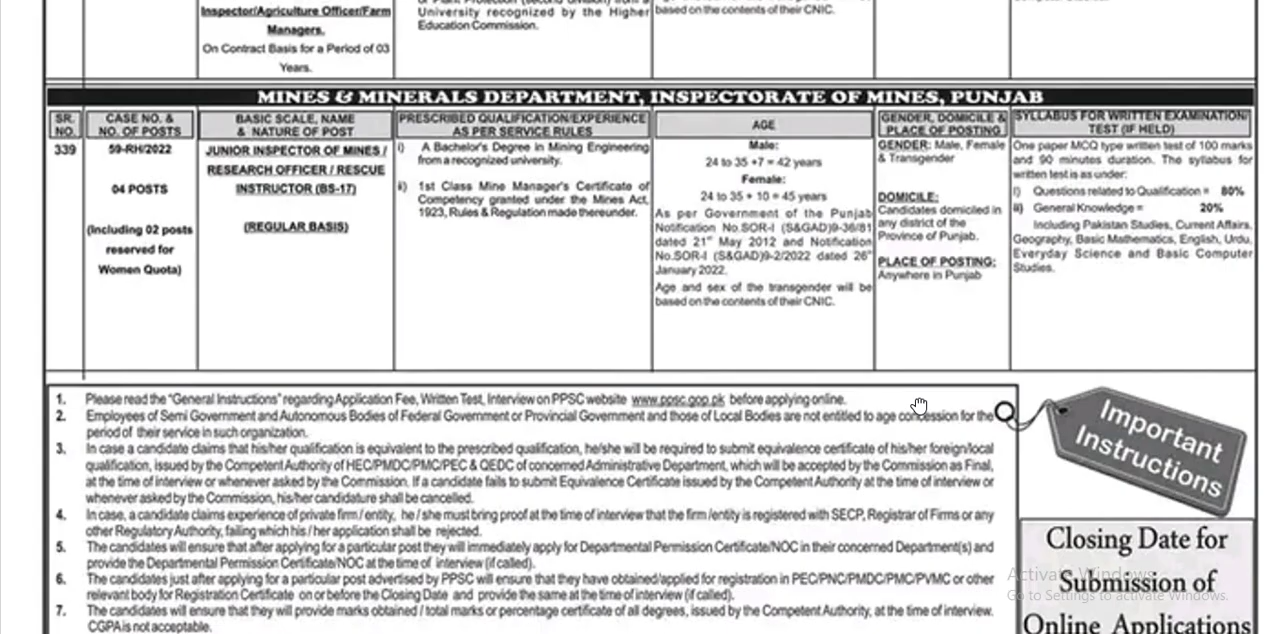 Inspector/Agriculture Officer/Farm
Managers.
On Contract Basis for a Period of 03
Years.
University recognized by the Higher
Education Commission.
based on the contents of their CNIC.
MINES & MINERALS DEPARTMENT, INSPECTORATE OF MINES, PUNJAB
SR. NO.
CASE NO. & NO. OF POSTS
BASIC SCALE, NAME & NATURE OF POST
PRESCRIBED QUALIFICATION/EXPERIENCE AS PER SERVICE RULES
AGE
GENDER, DOMICILE & PLACE OF POSTING
SYLLABUS FOR WRITTEN EXAMINATION/ TEST (IF HELD)
339
59-RH/2022
04 POSTS
(Including 02 posts
reserved for
Women Quota)
JUNIOR INSPECTOR OF MINES /
RESEARCH OFFICER / RESCUE
INSTRUCTOR (BS-17)
(REGULAR BASIS)
i) A Bachelor's Degree in Mining Engineering
from a recognized university.
ii) 1st Class Mine Manager's Certificate of
Competency granted under the Mines Act,
1923, Rules & Regulation made thereunder.
Male:
24 to 35 +7 = 42 years
Female:
24 to 35 + 10 = 45 years
As per Government of the Punjab
Notification No.SOR-I (S&GAD)9-36/81
dated 21st May 2012 and Notification
No.SOR-I (S&GAD)9-2/2022 dated 26th
January 2022.
Age and sex of the transgender will be
based on the contents of their CNIC.
GENDER: Male, Female
& Transgender
DOMICILE:
Candidates domiciled in
any district of the
Province of Punjab.
PLACE OF POSTING:
Anywhere in Punjab
One paper MCQ type written test of 100 marks
and 90 minutes duration. The syllabus for
written test is as under:
i) Questions related to Qualification = 80%
ii) General Knowledge = 20%
Including Pakistan Studies, Current Affairs,
Geography, Basic Mathematics, English, Urdu,
Everyday Science and Basic Computer
Studies.
1. Please read the "General Instructions" regarding Application Fee, Written Test, Interview on PPSC website www.ppsc.gop.pk before applying online.
2. Employees of Semi Government and Autonomous Bodies of Federal Government or Provincial Government and those of Local Bodies are not entitled to age concession for the
period of their service in such organization.
3. In case a candidate claims that his/her qualification is equivalent to the prescribed qualification, he/she will be required to submit equivalence certificate of his/her foreign/local
qualification, issued by the Competent Authority of HEC/PMDC/PMC/PEC & QEDC of concerned Administrative Department, which will be accepted by the Commission as Final,
at the time of interview or whenever asked by the Commission. If a candidate fails to submit Equivalence Certificate issued by the Competent Authority at the time of interview or
whenever asked by the Commission, his/her candidature shall be cancelled.
4. In case, a candidate claims experience of private firm / entity, he / she must bring proof at the time of interview that the firm /entity is registered with SECP, Registrar of Firms or any
other Regulatory Authority, failing which his / her application shall be rejected.
5. The candidates will ensure that after applying for a particular post they will immediately apply for Departmental Permission Certificate/NOC in their concerned Department(s) and
provide the Departmental Permission Certificate/NOC at the time of interview (if called).
6. The candidates just after applying for a particular post advertised by PPSC will ensure that they have obtained/applied for registration in PEC/PNC/PMDC/PMC/PVMC or other
relevant body for Registration Certificate on or before the Closing Date and provide the same at the time of interview (if called).
7. The candidates will ensure that they will provide marks obtained / total marks or percentage certificate of all degrees, issued by the Competent Authority, at the time of interview.
CGPA is not acceptable.
Important
Instructions
Closing Date for
Submission of
Online Applications
Activate Windows
Go to Settings to activate Windows.